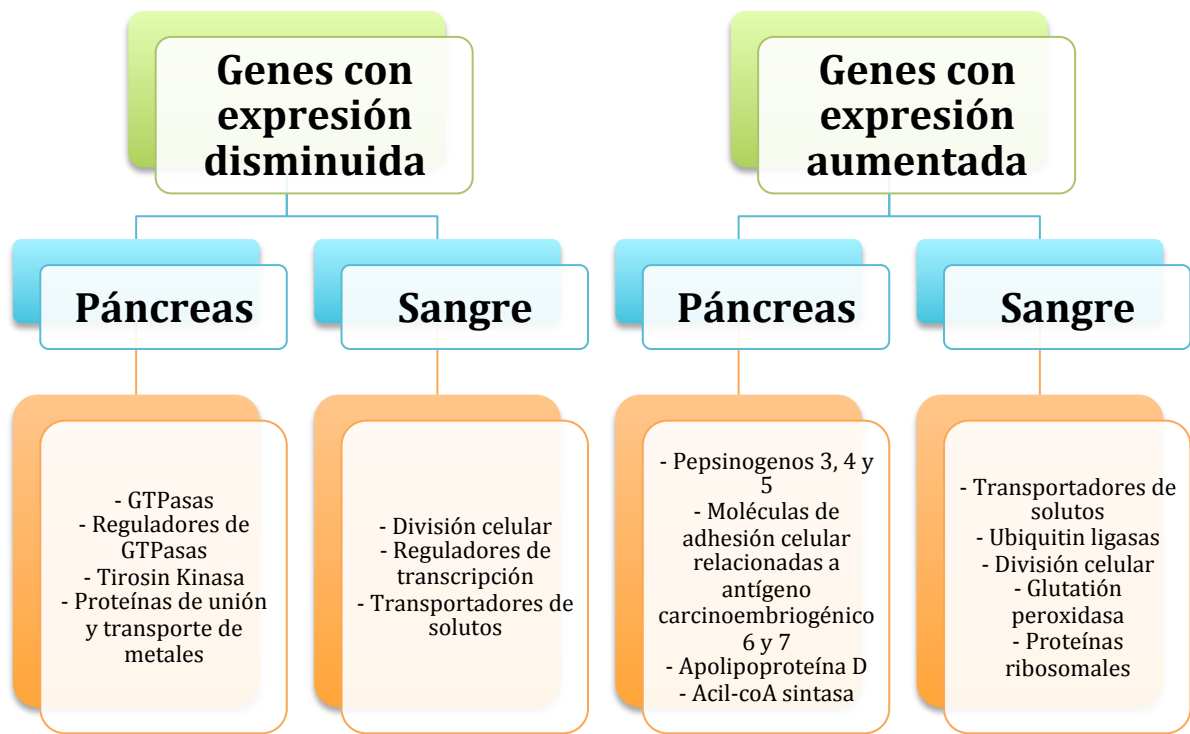 Genes con
expresión
disminuida
Genes con
expresión
aumentada
Páncreas
Sangre
Páncreas
Sangre
- GTPasas
- Reguladores de
GTPasas
- Tirosin Kinasa
- Proteínas de unión
y transporte de
metales
- División celular
- Reguladores de
transcripción
- Transportadores de
solutos
- Pepsinogenos 3, 4 y
5
- Moléculas de
adhesión celular
relacionadas a
antígeno
carcinoembriogénico
6 y 7
- Apolipoproteína D
- Acil-coA sintasa
- Transportadores de
solutos
- Ubiquitin ligasas
- División celular
- Glutatión
peroxidasa
- Proteínas
ribosomales